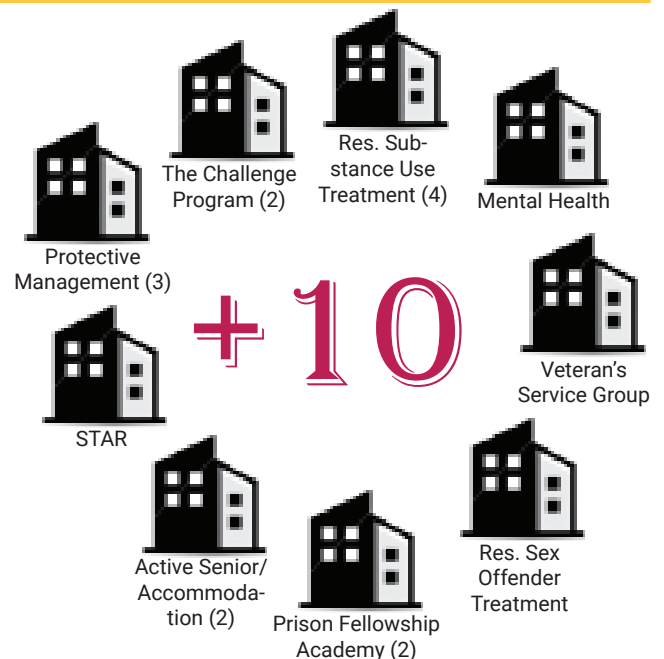 The Challenge
Program (2)
Res. Sub-
stance Use
Treatment (4)
Mental Health
Protective
Management (3)
+10
Veteran's
Service Group
STAR
Active Senior/
Accommoda-
tion (2)
Prison Fellowship
Academy (2)
Res. Sex
Offender
Treatment